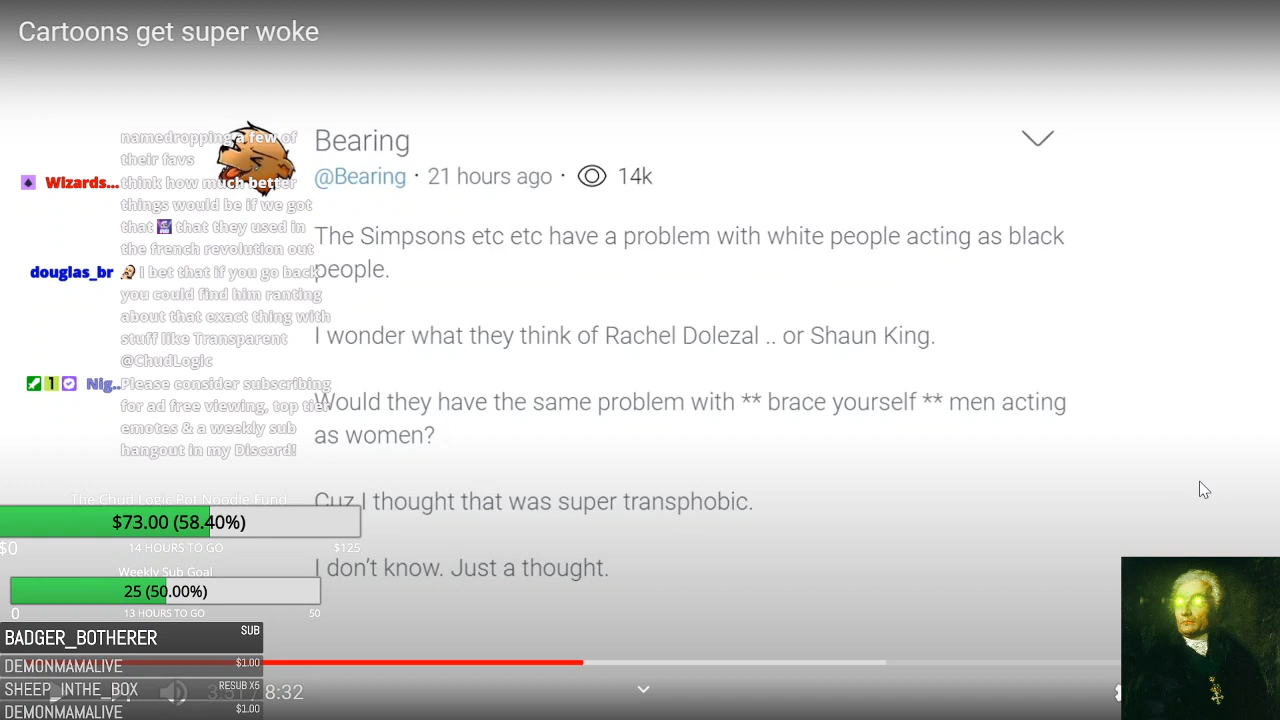 Cartoons get super woke
namedropping a few of
their favs
Wizards... think how much better
things would be if we got
that that they used in
the french revolution out
douglas_br I bet that if you go back
you could find him ranting
about that exact thing with
stuff like Transparent
@ChudLogic
1 Nig.. Please consider subscribing
for ad free viewing, top tier
emotes & a weekly sub
hangout in my Discord!
Bearing
@Bearing · 21 hours ago · 14k
The Simpsons etc etc have a problem with white people acting as black
people.
I wonder what they think of Rachel Dolezal .. or Shaun King.
Would they have the same problem with ** brace yourself ** men acting
as women?
Cuz I thought that was super transphobic.
I don't know. Just a thought.
The Chud Logic Pot Noodle Fund
$73.00 (58.40%)
$0 14 HOURS TO GO $125
Weekly Sub Goal
25 (50.00%)
0 13 HOURS TO GO 50
BADGER_BOTHERER SUB
DEMONMAMALIVE $1.00
SHEEP_INTHE_BOX RESUB X5
DEMONMAMALIVE $1.00
8:32